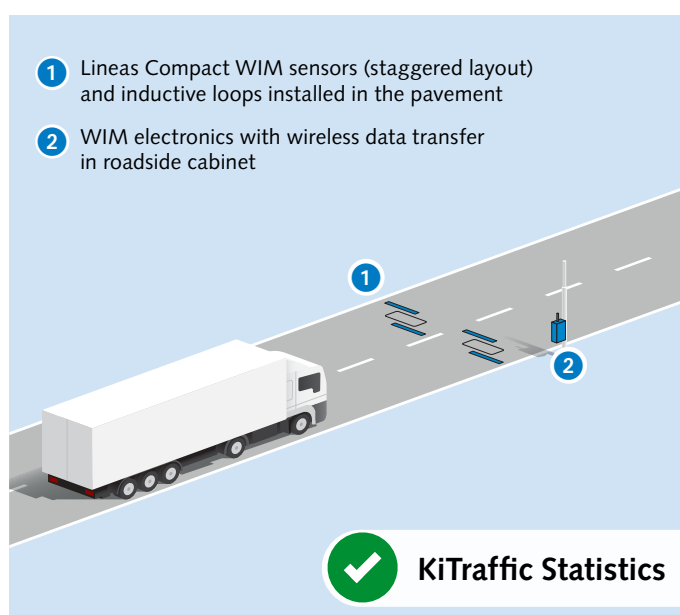 1 Lineas Compact WIM sensors (staggered layout)
and inductive loops installed in the pavement
2 WIM electronics with wireless data transfer
in roadside cabinet
1
2
KiTraffic Statistics